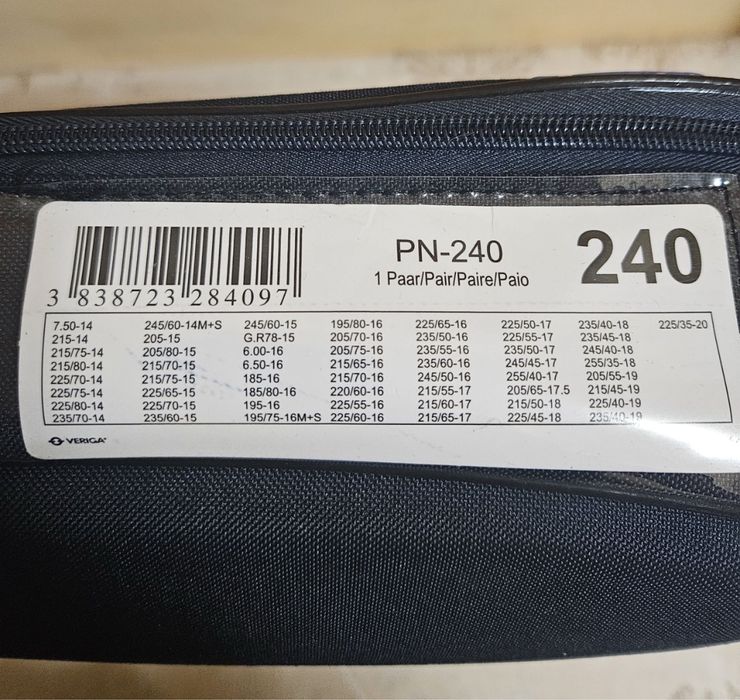 PN-240
240
1 Paar/Pair/Paire/Paio
3 838723 284097
7.50-14 245/60-14M+S 245/60-15 195/80-16 225/65-16 225/50-17 235/40-18 225/35-20
215-14 205-15 G.R78-15 205/70-16 235/50-16 225/55-17 235/45-18
215/75-14 205/80-15 6.00-16 205/75-16 235/55-16 235/50-17 245/40-18
215/80-14 215/70-15 6.50-16 215/65-16 235/60-16 245/45-17 255/35-18
225/70-14 215/75-15 185-16 215/70-16 245/50-16 255/40-17 205/55-19
225/75-14 225/65-15 185/80-16 220/60-16 215/55-17 205/65-17.5 215/45-19
225/80-14 225/70-15 195-16 225/55-16 215/60-17 215/50-18 225/40-19
235/70-14 235/60-15 195/75-16M+S 225/60-16 215/65-17 225/45-18 235/40-19
VERIGA